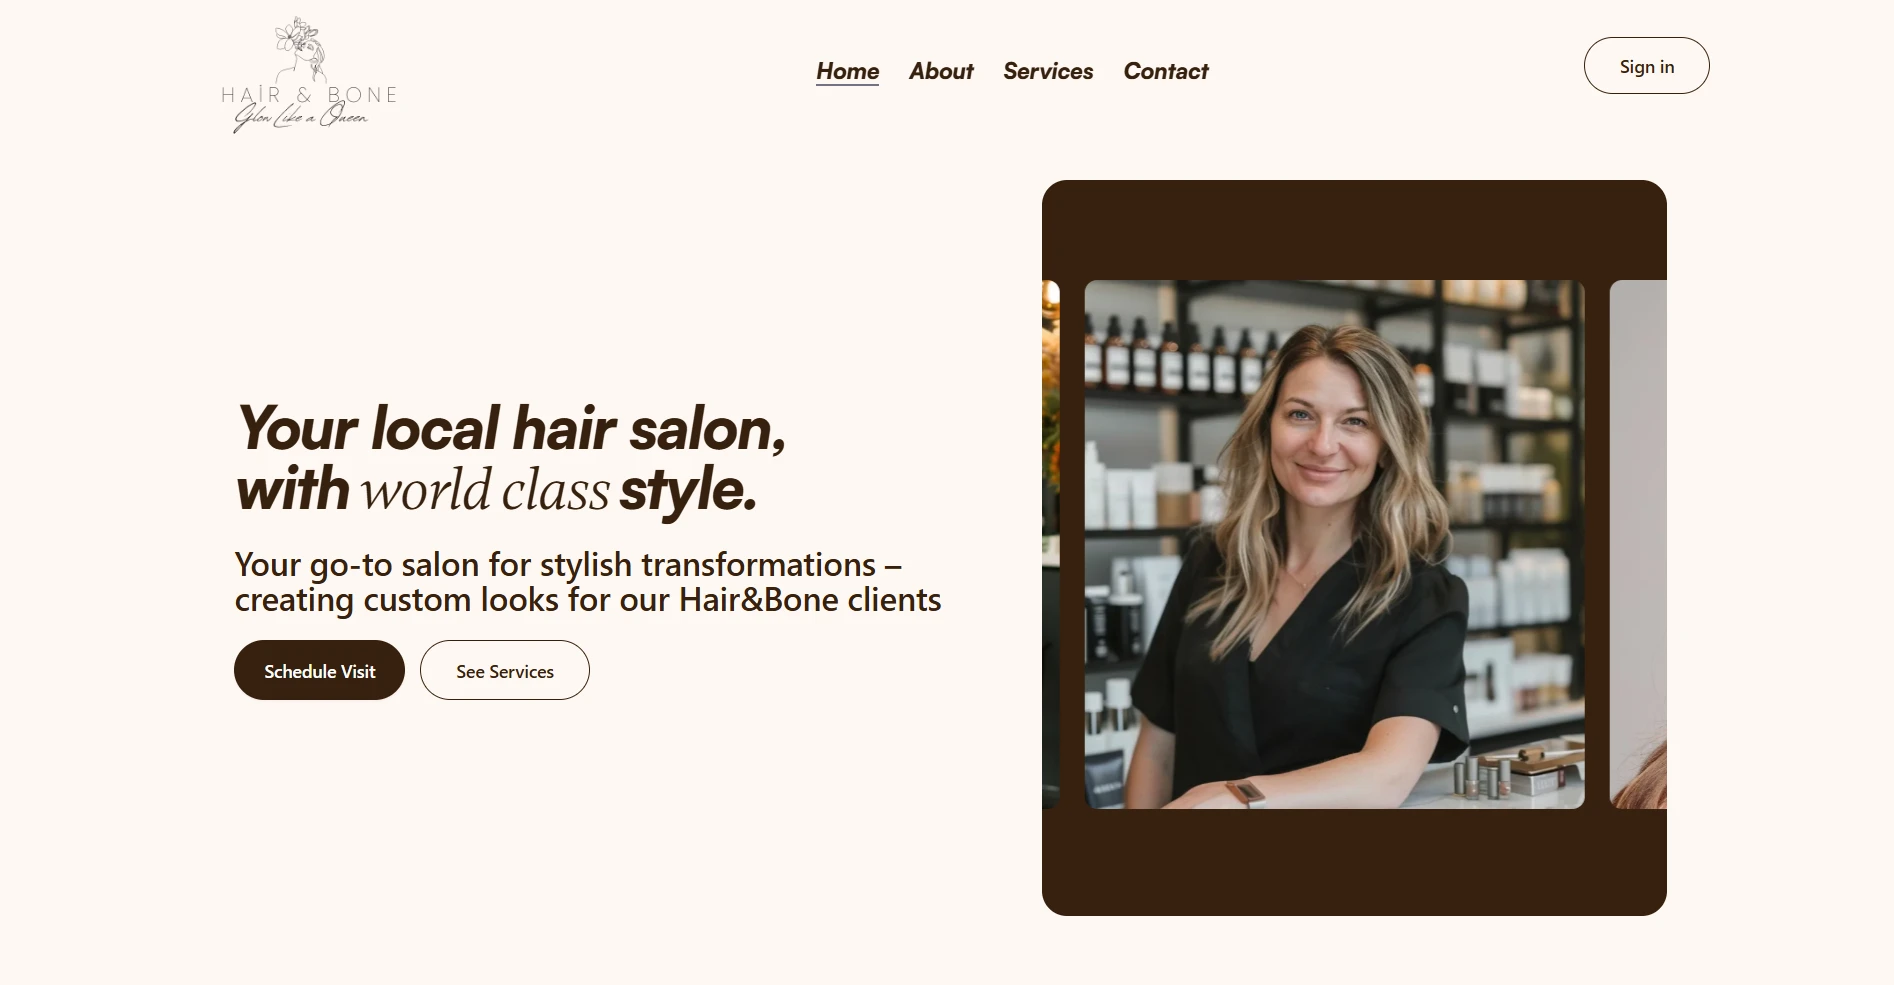 HAIR & BONE
Glow Like a Queen
Home
About
Services
Contact
Sign in
Your local hair salon,
with world class style.
Your go-to salon for stylish transformations –
creating custom looks for our Hair&Bone clients
Schedule Visit
See Services